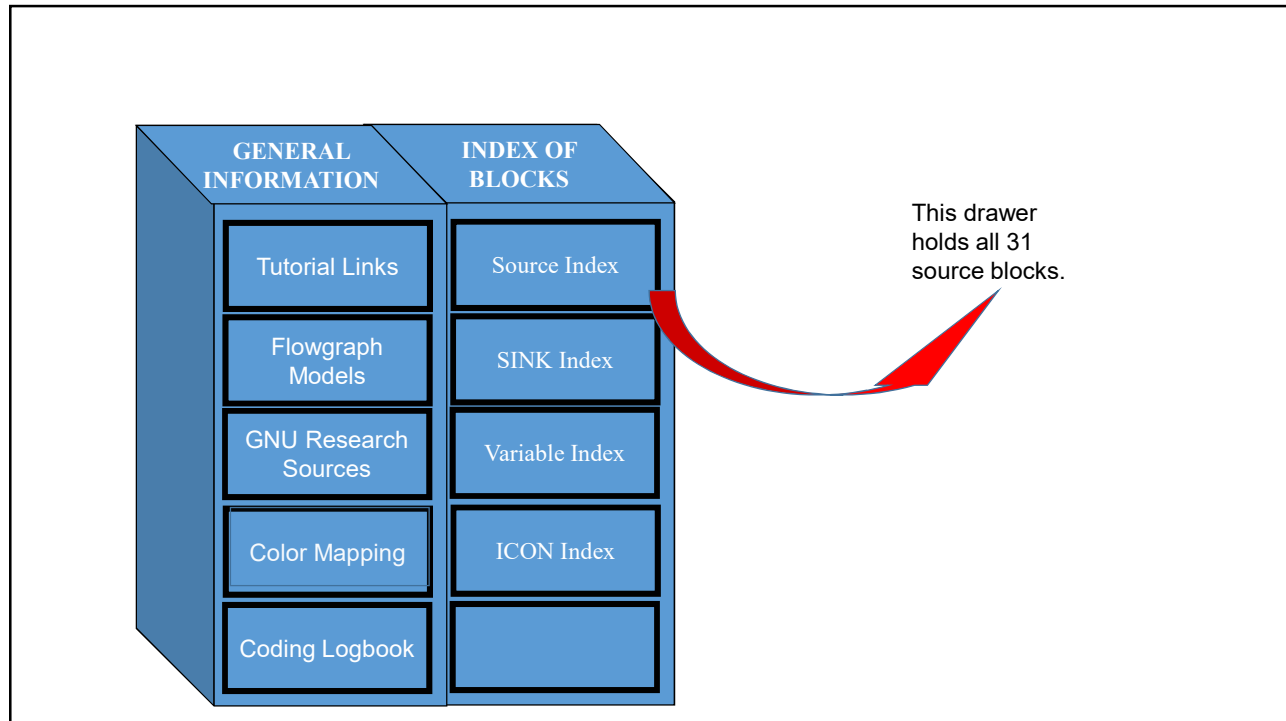 GENERAL
INFORMATION
Tutorial Links
Flowgraph
Models
GNU Research
Sources
Color Mapping
Coding Logbook
INDEX OF
BLOCKS
Source Index
SINK Index
Variable Index
ICON Index
This drawer
holds all 31
source blocks.